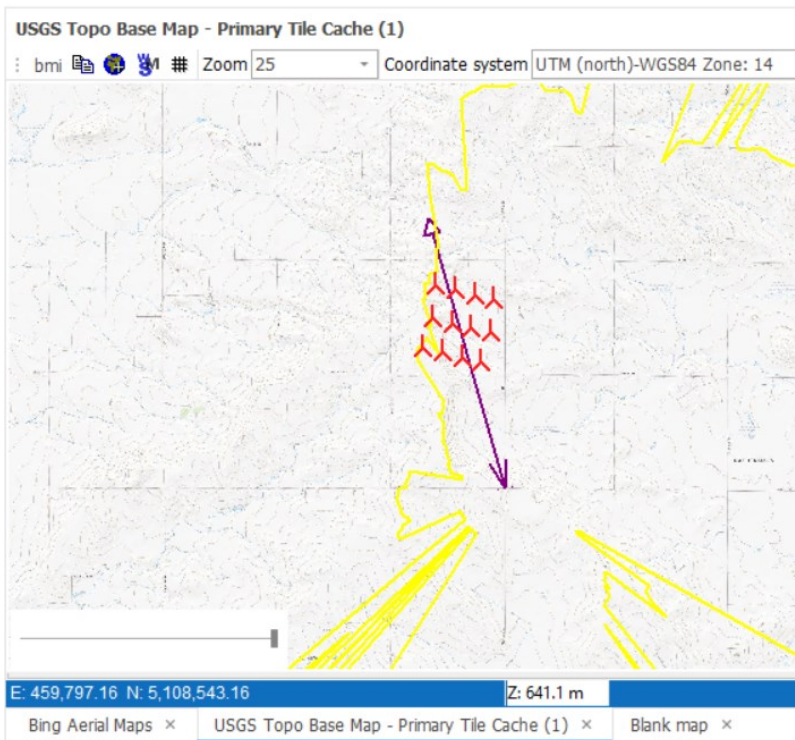 USGS Topo Base Map - Primary Tile Cache (1)
bmi Zoom 25 Coordinate system UTM (north)-WGS84 Zone: 14
E: 459,797.16 N: 5,108,543.16 Z: 641.1 m
Bing Aerial Maps × USGS Topo Base Map - Primary Tile Cache (1) × Blank map ×